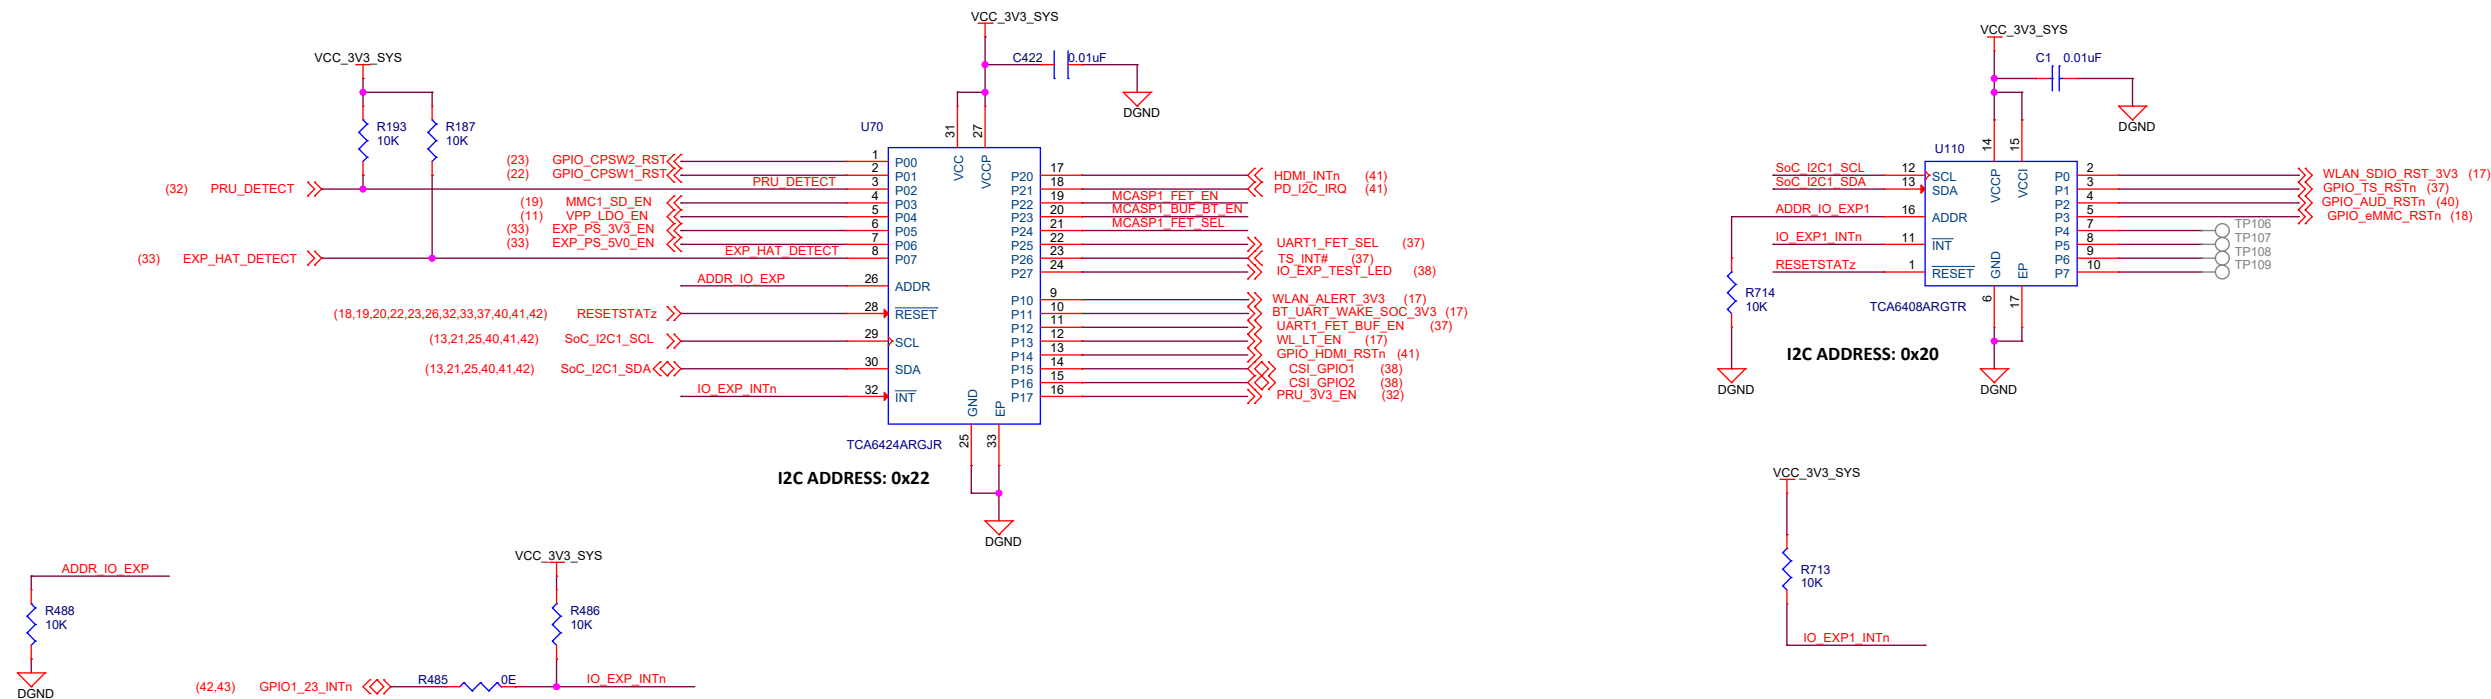 VCC_3V3_SYS
C422 0.01uF
DGND
VCC_3V3_SYS
R193
10K
R187
10K
U70
31
27
VCC
VCCP
(23) GPIO_CPSW2_RST 1 P00
(22) GPIO_CPSW1_RST 2 P01
(32) PRU_DETECT PRU_DETECT 3 P02
(19) MMC1_SD_EN 4 P03
(11) VPP_LDO_EN 5 P04
(33) EXP_PS_3V3_EN 6 P05
(33) EXP_PS_5V0_EN 7 P06
(33) EXP_HAT_DETECT EXP_HAT_DETECT 8 P07
ADDR_IO_EXP 26 ADDR
(18,19,20,22,23,26,32,33,37,40,41,42) RESETSTATz 28 RESET
(13,21,25,40,41,42) SoC_I2C1_SCL 29 SCL
(13,21,25,40,41,42) SoC_I2C1_SDA 30 SDA
IO_EXP_INTn 32 INT
P20 17 HDMI_INTn (41)
P21 18 PD_I2C_IRQ (41)
P22 19 MCASP1_FET_EN
P23 20 MCASP1_BUF_BT_EN
P24 21 MCASP1_FET_SEL
P25 22 UART1_FET_SEL (37)
P26 23 TS_INT# (37)
P27 24 IO_EXP_TEST_LED (38)
P10 9 WLAN_ALERT_3V3 (17)
P11 10 BT_UART_WAKE_SOC_3V3 (17)
P12 11 UART1_FET_BUF_EN (37)
P13 12 WL_LT_EN (17)
P14 13 GPIO_HDMI_RSTn (41)
P15 14 CSI_GPIO1 (38)
P16 15 CSI_GPIO2 (38)
P17 16 PRU_3V3_EN (32)
GND
EP
25
33
TCA6424ARGJR
I2C ADDRESS: 0x22
DGND
VCC_3V3_SYS
C1 0.01uF
DGND
U110
14
15
VCCP
VCCI
SoC_I2C1_SCL 12 SCL
SoC_I2C1_SDA 13 SDA
ADDR_IO_EXP1 16 ADDR
IO_EXP1_INTn 11 INT
RESETSTATz 1 RESET
P0 2 WLAN_SDIO_RST_3V3 (17)
P1 3 GPIO_TS_RSTn (37)
P2 4 GPIO_AUD_RSTn (40)
P3 5 GPIO_eMMC_RSTn (18)
P4 7 TP106
P5 8 TP107
P6 9 TP108
P7 10 TP109
GND
EP
6
17
R714
10K
TCA6408ARGTR
I2C ADDRESS: 0x20
DGND
DGND
VCC_3V3_SYS
R713
10K
IO_EXP1_INTn
ADDR_IO_EXP
R488
10K
DGND
VCC_3V3_SYS
R486
10K
(42,43) GPIO1_23_INTn R485 0E IO_EXP_INTn